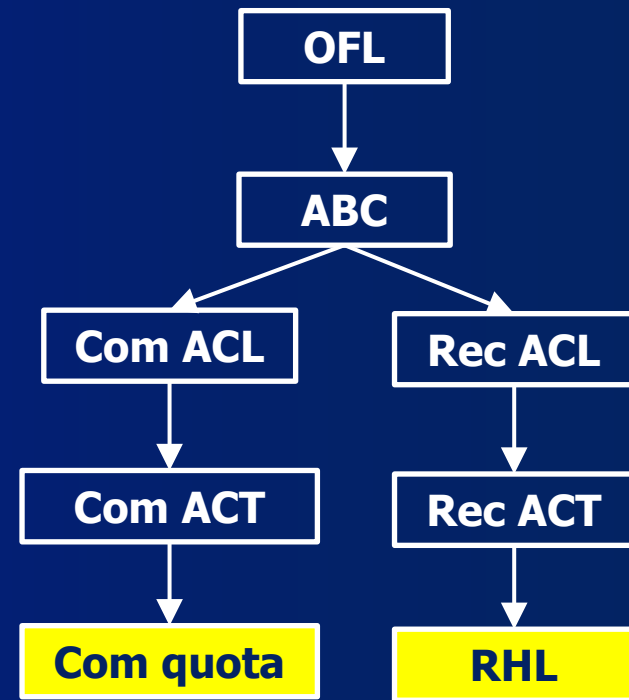 OFL
ABC
Com ACL
Rec ACL
Com ACT
Rec ACT
Com quota
RHL